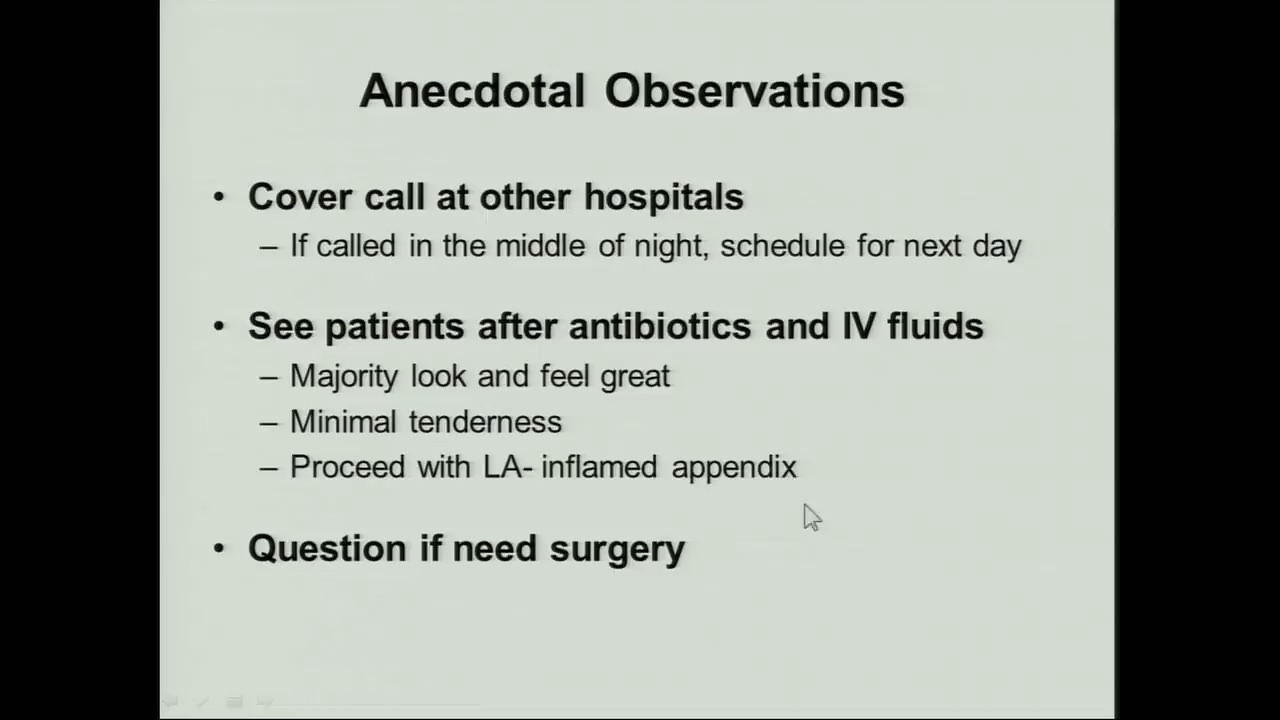 Anecdotal Observations
• Cover call at other hospitals
– If called in the middle of night, schedule for next day
• See patients after antibiotics and IV fluids
– Majority look and feel great
– Minimal tenderness
– Proceed with LA- inflamed appendix
• Question if need surgery